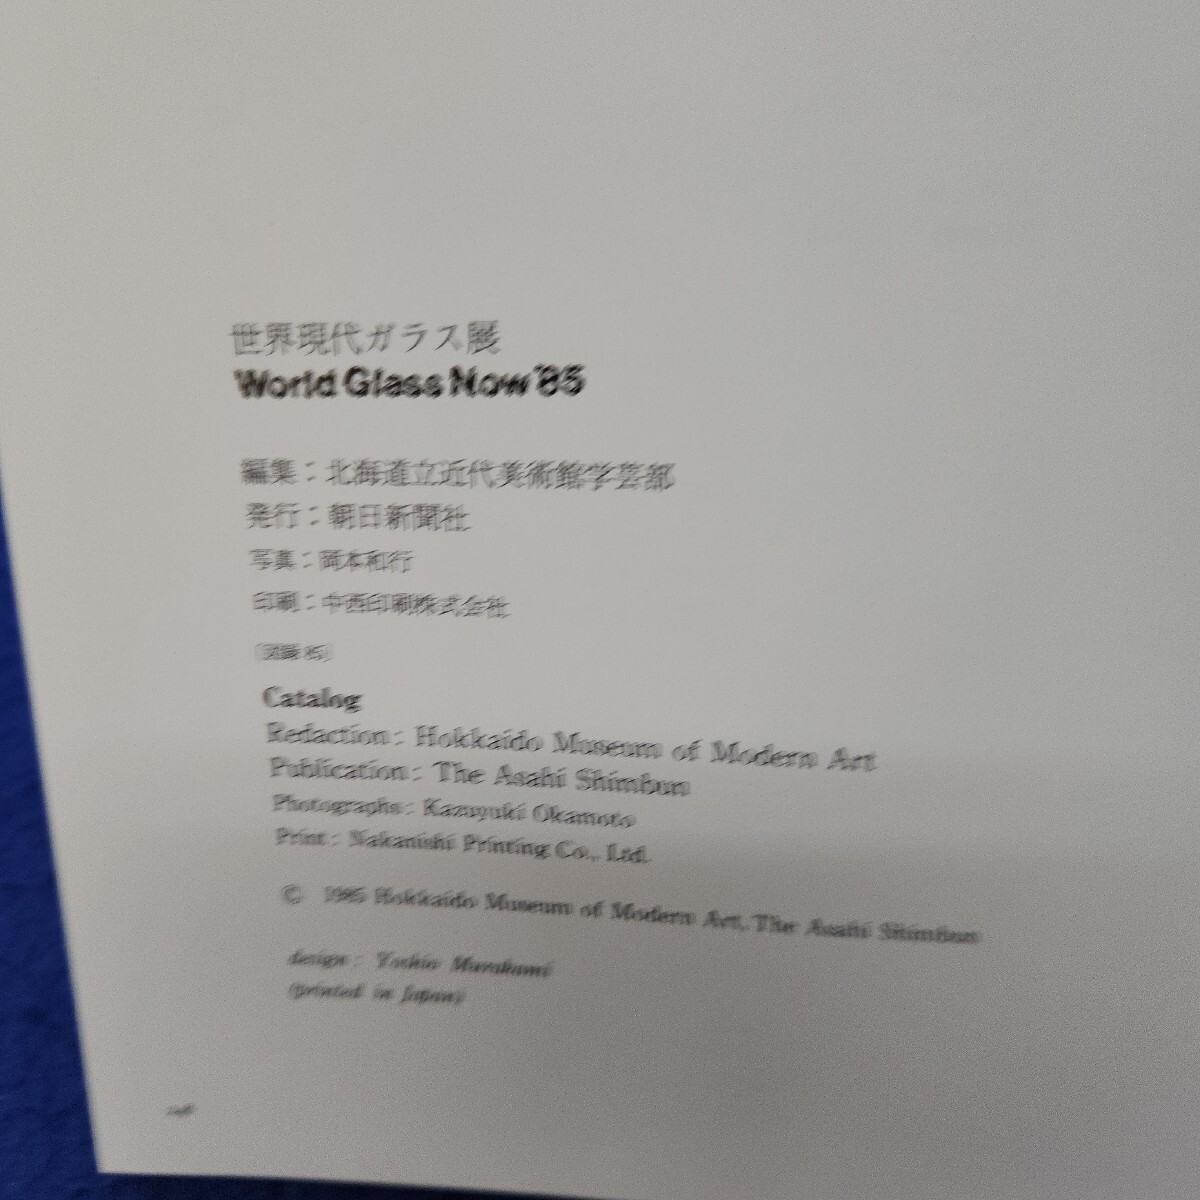 世界現代ガラス展
World Glass Now'85
編集：北海道立近代美術館学芸部
発行：朝日新聞社
写真：岡本和行
印刷：中西印刷株式会社
Catalog
Redaction: Hokkaido Museum of Modern Art
Publication: The Asahi Shimbun
Photographs: Kazuyuki Okamoto
Print: Nakanishi Printing Co., Ltd.
© 1985 Hokkaido Museum of Modern Art, The Asahi Shimbun
design: Yoshio Murakami
(printed in Japan)